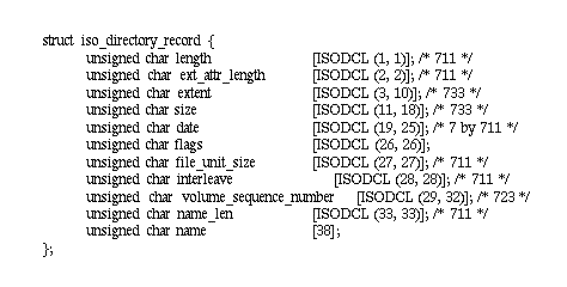 struct iso_directory_record {
unsigned char length [ISODCL (1, 1)]; /* 711 */
unsigned char ext_attr_length [ISODCL (2, 2)]; /* 711 */
unsigned char extent [ISODCL (3, 10)]; /* 733 */
unsigned char size [ISODCL (11, 18)]; /* 733 */
unsigned char date [ISODCL (19, 25)]; /* 7 by 711 */
unsigned char flags [ISODCL (26, 26)];
unsigned char file_unit_size [ISODCL (27, 27)]; /* 711 */
unsigned char interleave [ISODCL (28, 28)]; /* 711 */
unsigned char volume_sequence_number [ISODCL (29, 32)]; /* 723 */
unsigned char name_len [ISODCL (33, 33)]; /* 711 */
unsigned char name [38];
};